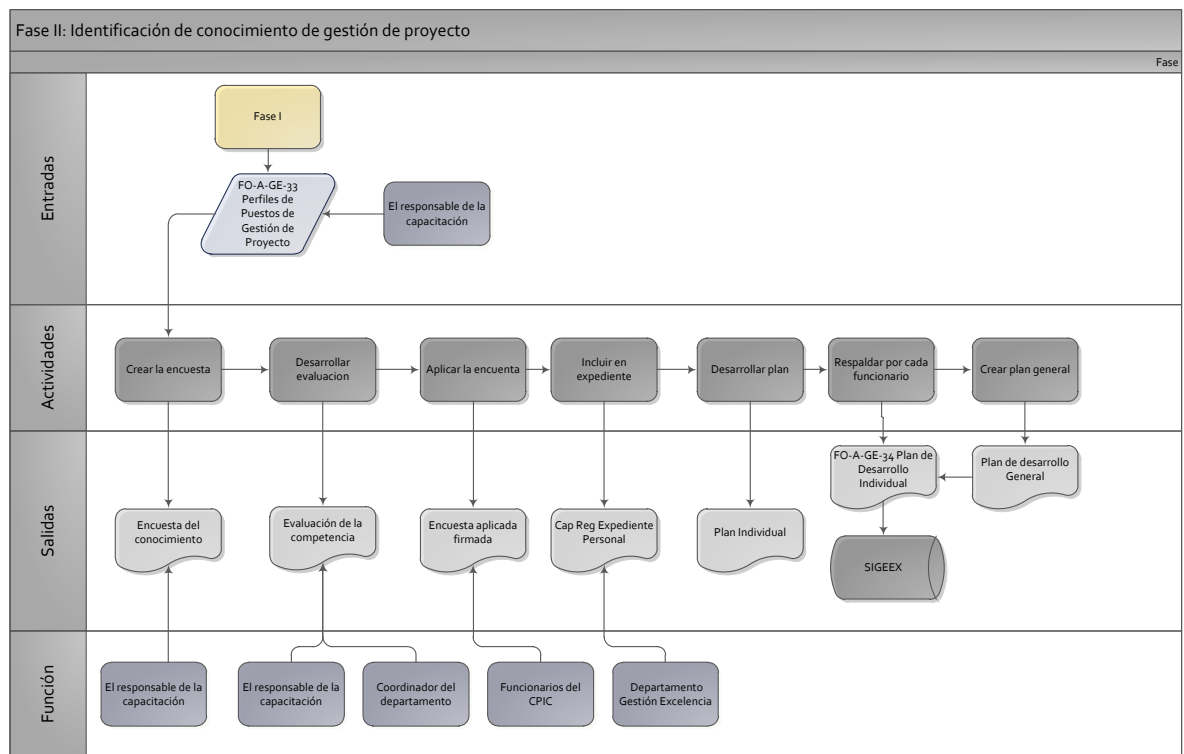 Fase II: Identificación de conocimiento de gestión de proyecto
Fase
Entradas
Fase I
FO-A-GE-33
Perfiles de
Puestos de
Gestión de
Proyecto
El responsable de la
capacitación
Actividades
Crear la encuesta
Desarrollar
evaluacion
Aplicar la encuenta
Incluir en
expediente
Desarrollar plan
Respaldar por cada
funcionario
Crear plan general
Salidas
Encuesta del
conocimiento
Evaluación de la
competencia
Encuesta aplicada
firmada
Cap Reg Expediente
Personal
Plan Individual
FO-A-GE-34 Plan de
Desarrollo
Individual
Plan de desarrollo
General
SIGEEX
Función
El responsable de la
capacitación
El responsable de la
capacitación
Coordinador del
departamento
Funcionarios del
CPIC
Departamento
Gestión Excelencia